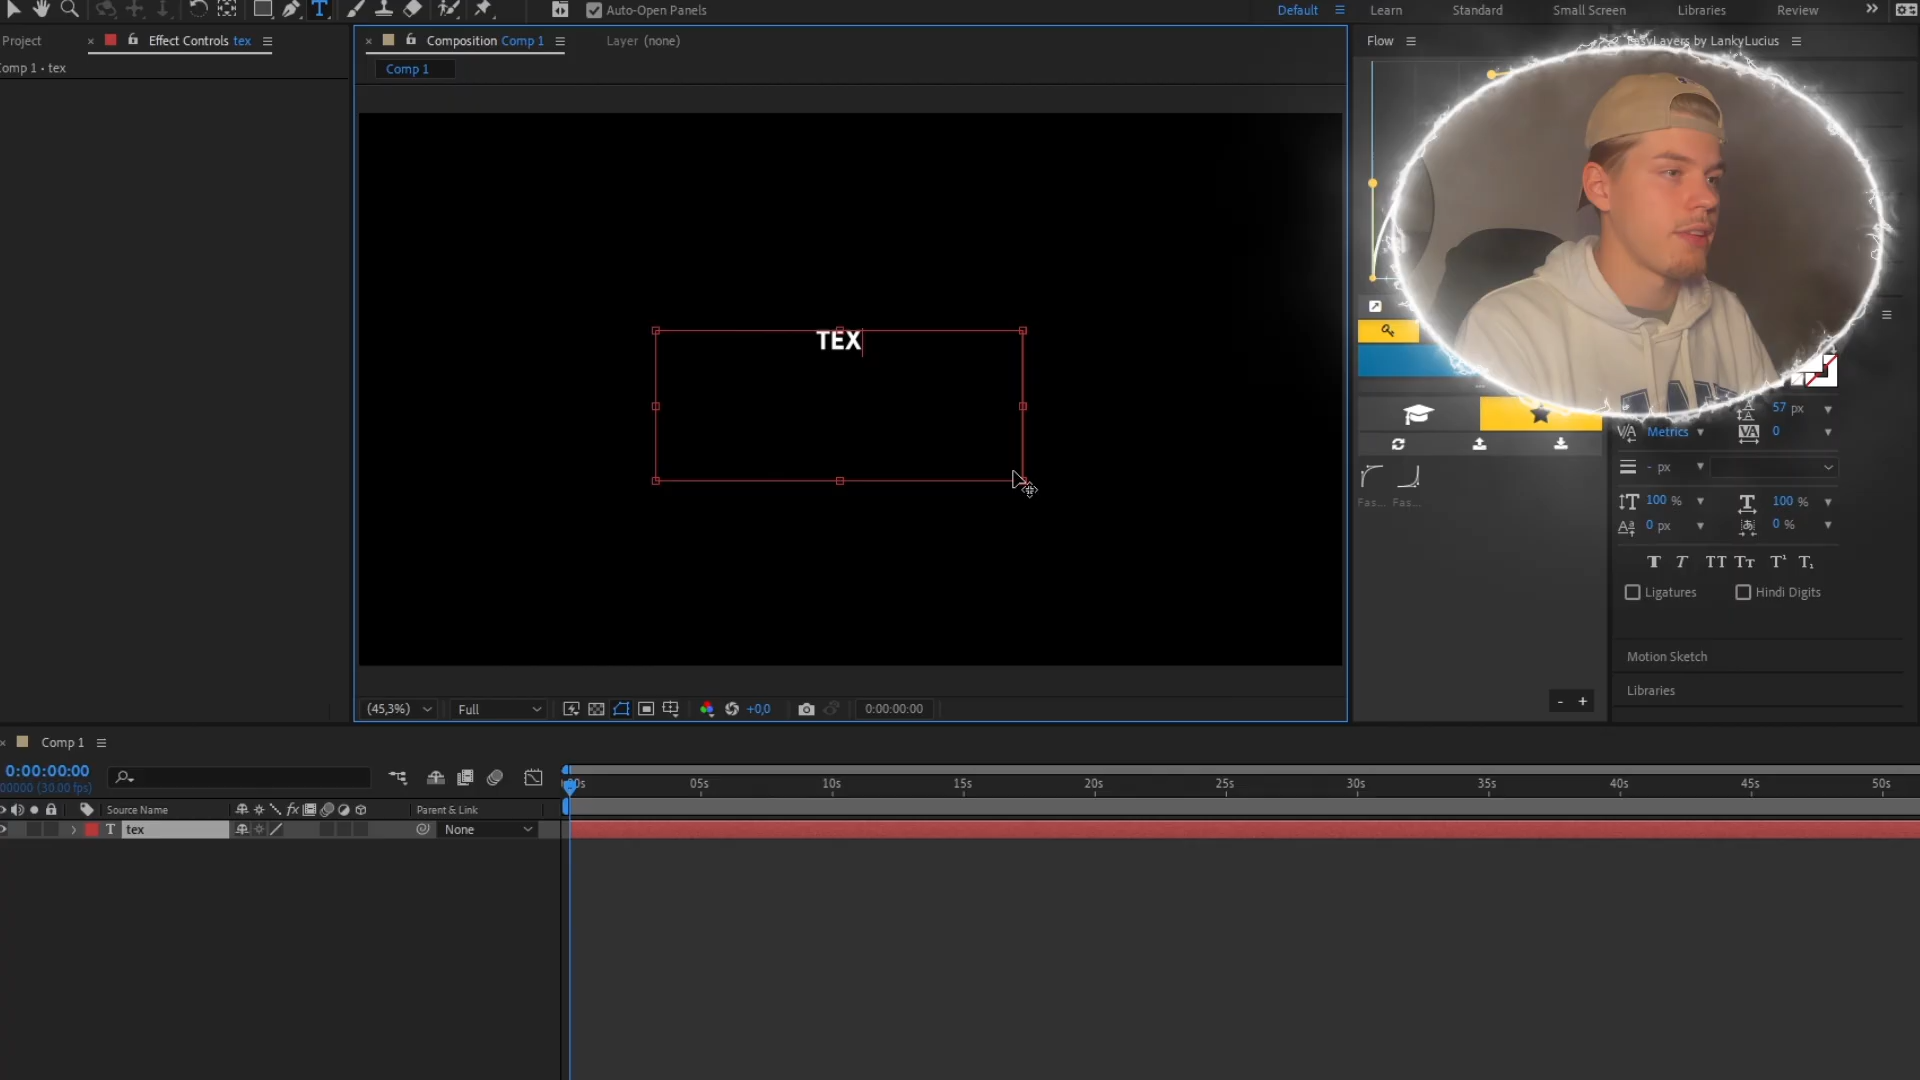 Auto-Open Panels
Default
Learn
Standard
Small Screen
Libraries
Review
Project
Effect Controls tex
Composition Comp 1
Layer (none)
Flow
EasyLayers by LankyLucius
Comp 1 • tex
Comp 1
TEX
57 px
Metrics
0
- px
100 %
100 %
0 px
0 %
Fas... Fas...
Ligatures
Hindi Digits
Motion Sketch
Libraries
- +
(45,3%)
Full
+0,0
0:00:00:00
Comp 1
0:00:00:00
00000 (30.00 fps)
05s
10s
15s
20s
25s
30s
35s
40s
45s
50s
Source Name
Parent & Link
T tex
None